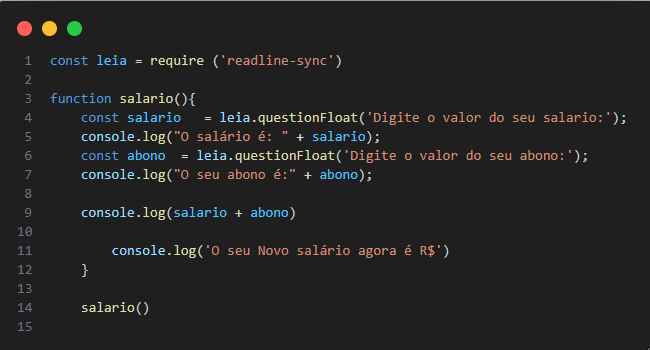 1 const leia = require ('readline-sync')
2
3 function salario(){
4 const salario   = leia.questionFloat('Digite o valor do seu salario:');
5 console.log("O salário é: " + salario);
6 const abono  = leia.questionFloat('Digite o valor do seu abono:');
7 console.log("O seu abono é:" + abono);
8
9 console.log(salario + abono)
10
11 console.log('O seu Novo salário agora é R$')
12 }
13
14 salario()
15